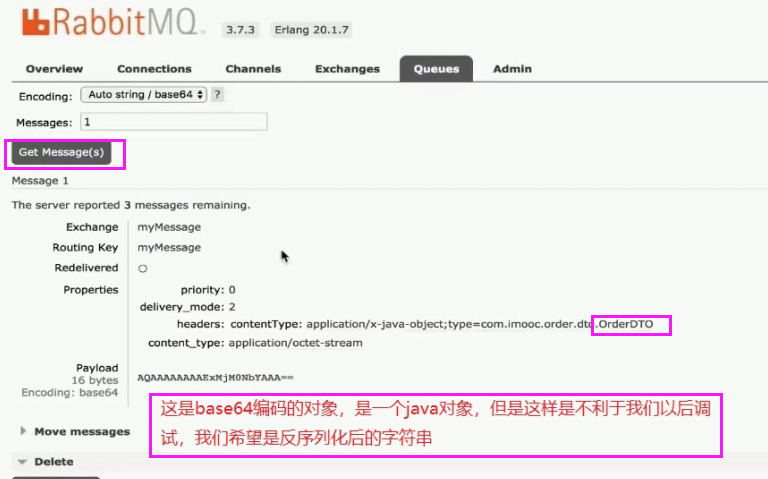 RabbitMQ 3.7.3 Erlang 20.1.7
Overview Connections Channels Exchanges Queues Admin
Encoding: Auto string / base64 ?
Messages: 1
Get Message(s)
Message 1
The server reported 3 messages remaining.
Exchange myMessage
Routing Key myMessage
Redelivered
Properties priority: 0
delivery_mode: 2
headers: contentType: application/x-java-object;type=com.imooc.order.dto.OrderDTO
content_type: application/octet-stream
Payload
16 bytes
Encoding: base64
AQAAAAAAAAExMjM0NbYAAA==
这是base64编码的对象，是一个java对象，但是这样是不利于我们以后调
试，我们希望是反序列化后的字符串
Move messages
Delete